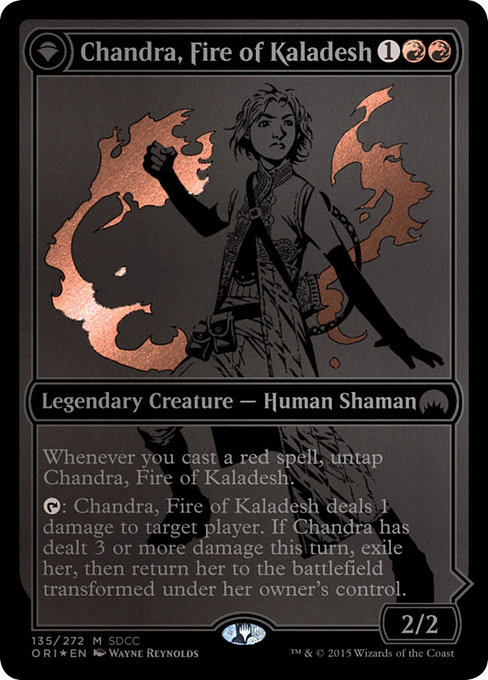 Chandra, Fire of Kaladesh 1
Legendary Creature — Human Shaman
Whenever you cast a red spell, untap
Chandra, Fire of Kaladesh.
: Chandra, Fire of Kaladesh deals 1
damage to target player. If Chandra has
dealt 3 or more damage this turn, exile
her, then return her to the battlefield
transformed under her owner's control.
2/2
135/272 M SDCC
ORI★EN Wayne Reynolds
™ & © 2015 Wizards of the Coast